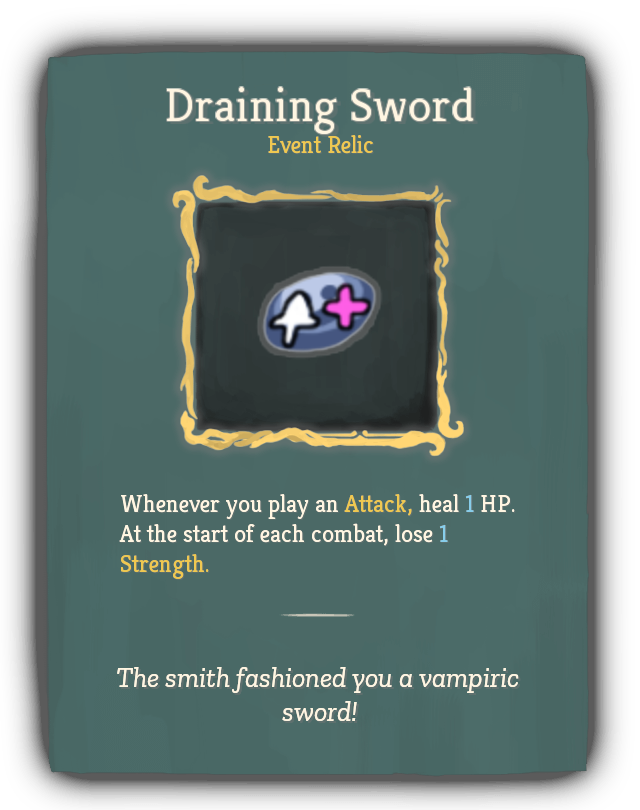 Draining Sword
Event Relic
Whenever you play an Attack, heal 1 HP.
At the start of each combat, lose 1
Strength.
The smith fashioned you a vampiric
sword!